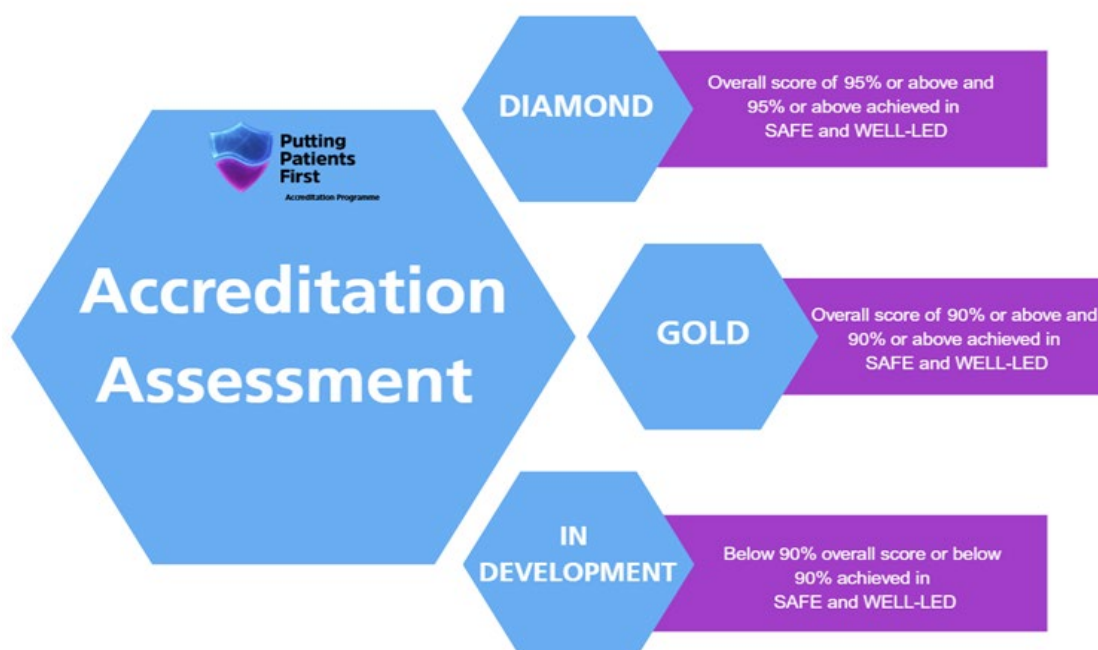 Putting
Patients
First
Accreditation Programme
Accreditation
Assessment
DIAMOND
Overall score of 95% or above and
95% or above achieved in
SAFE and WELL-LED
GOLD
Overall score of 90% or above and
90% or above achieved in
SAFE and WELL-LED
IN
DEVELOPMENT
Below 90% overall score or below
90% achieved in
SAFE and WELL-LED